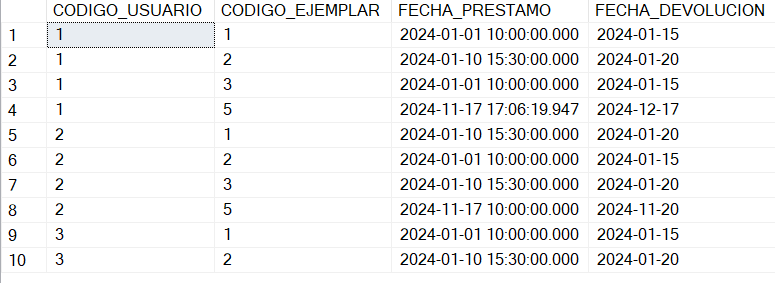 CODIGO_USUARIO CODIGO_EJEMPLAR FECHA_PRESTAMO FECHA_DEVOLUCION
1 1 1 2024-01-01 10:00:00.000 2024-01-15
2 1 2 2024-01-10 15:30:00.000 2024-01-20
3 1 3 2024-01-01 10:00:00.000 2024-01-15
4 1 5 2024-11-17 17:06:19.947 2024-12-17
5 2 1 2024-01-10 15:30:00.000 2024-01-20
6 2 2 2024-01-01 10:00:00.000 2024-01-15
7 2 3 2024-01-10 15:30:00.000 2024-01-20
8 2 5 2024-11-17 10:00:00.000 2024-11-20
9 3 1 2024-01-01 10:00:00.000 2024-01-15
10 3 2 2024-01-10 15:30:00.000 2024-01-20